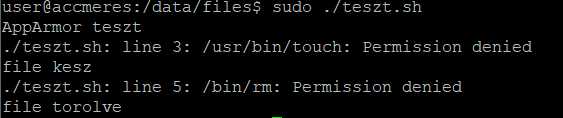 user@accmeres:/data/files$ sudo ./teszt.sh
AppArmor teszt
./teszt.sh: line 3: /usr/bin/touch: Permission denied
file kesz
./teszt.sh: line 5: /bin/rm: Permission denied
file torolve